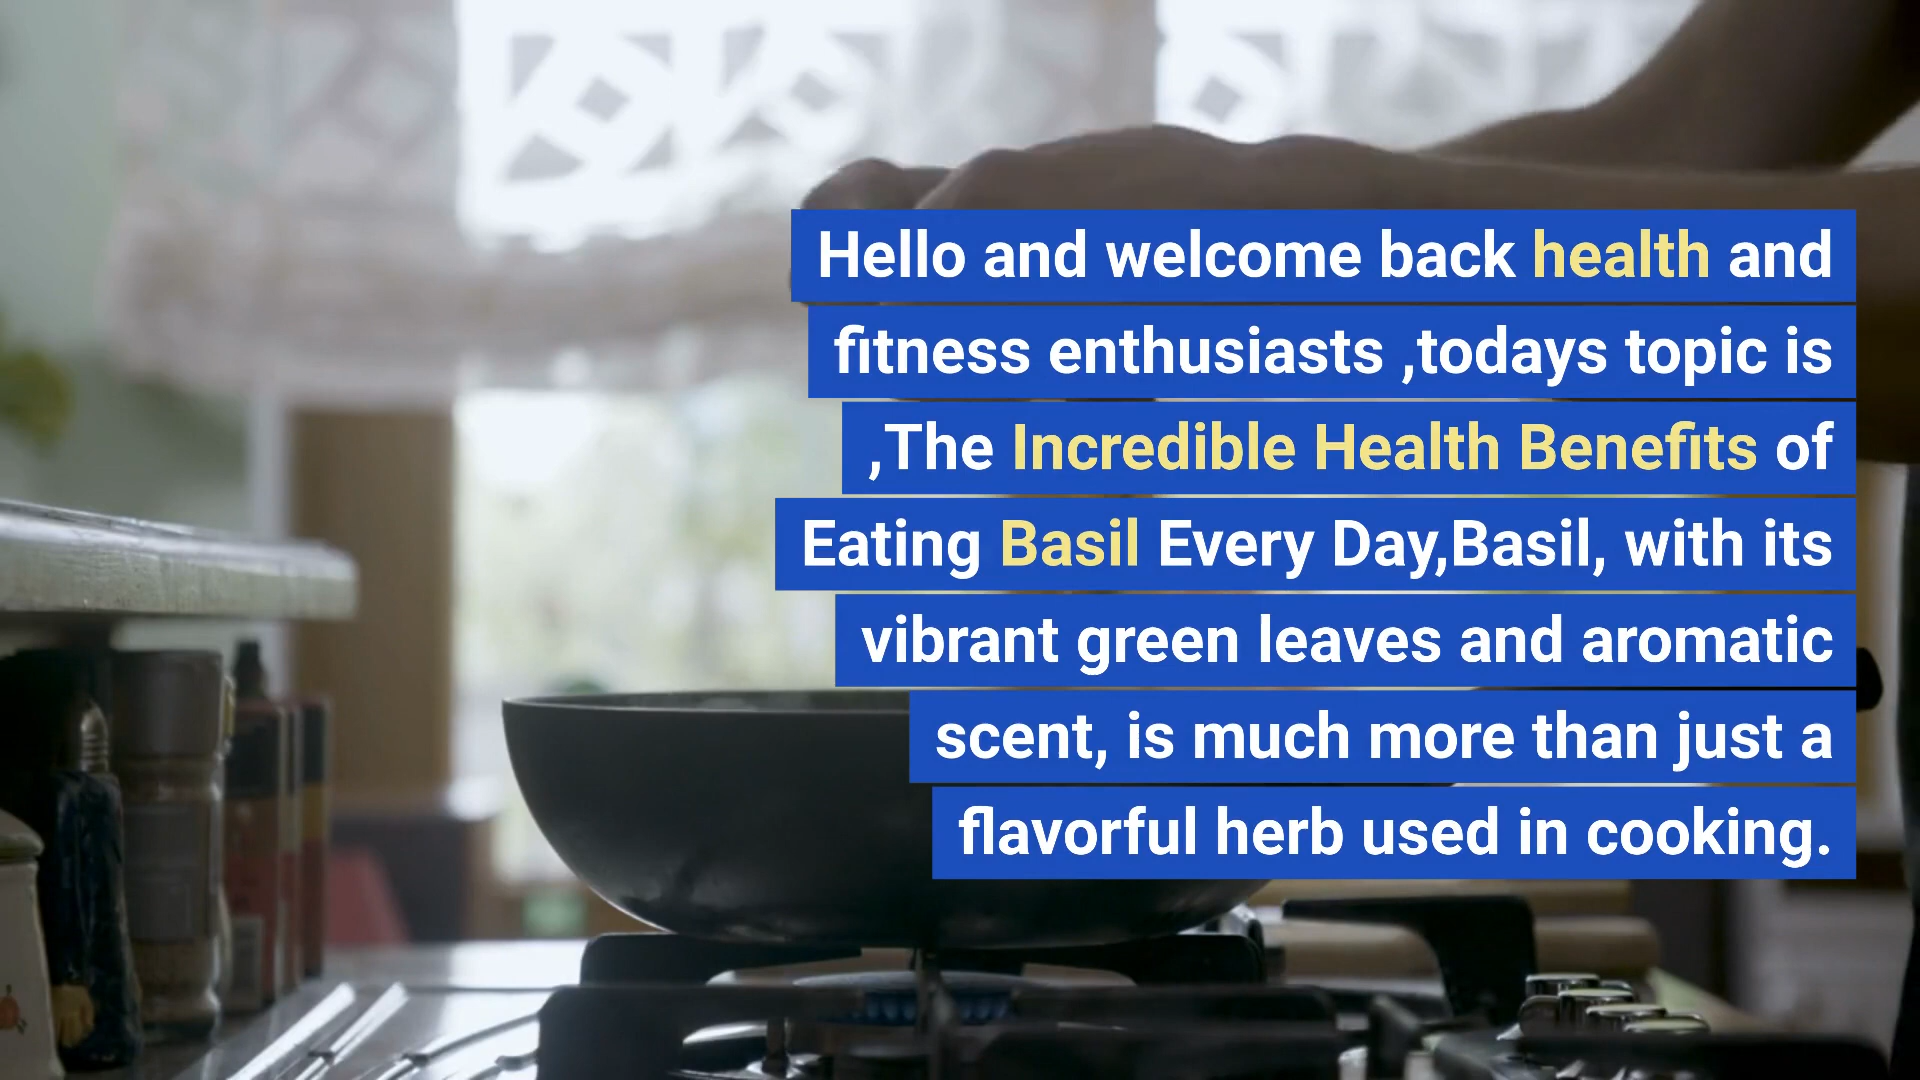 Hello and welcome back health and
fitness enthusiasts ,todays topic is
,The Incredible Health Benefits of
Eating Basil Every Day,Basil, with its
vibrant green leaves and aromatic
scent, is much more than just a
flavorful herb used in cooking.